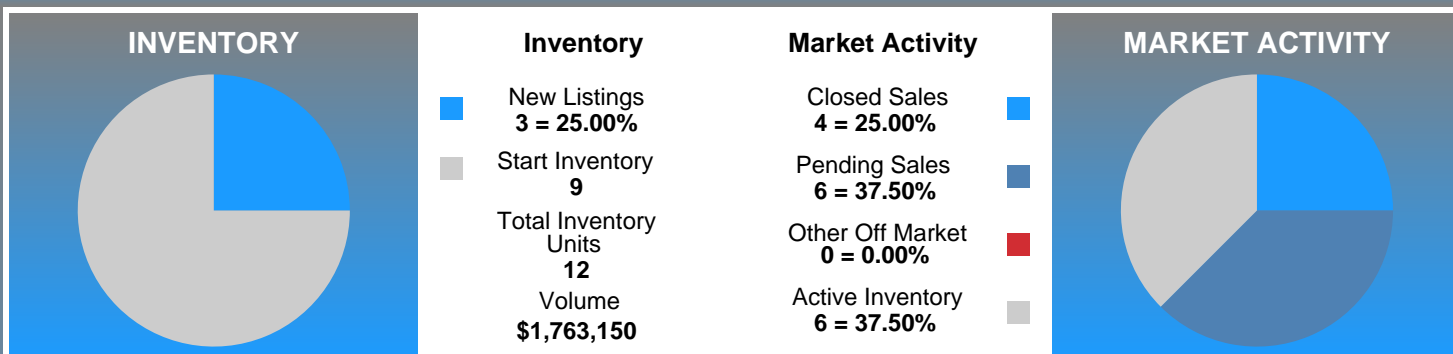 INVENTORY
Inventory
New Listings
3 = 25.00%
Start Inventory
9
Total Inventory
Units
12
Volume
$1,763,150
Market Activity
Closed Sales
4 = 25.00%
Pending Sales
6 = 37.50%
Other Off Market
0 = 0.00%
Active Inventory
6 = 37.50%
MARKET ACTIVITY